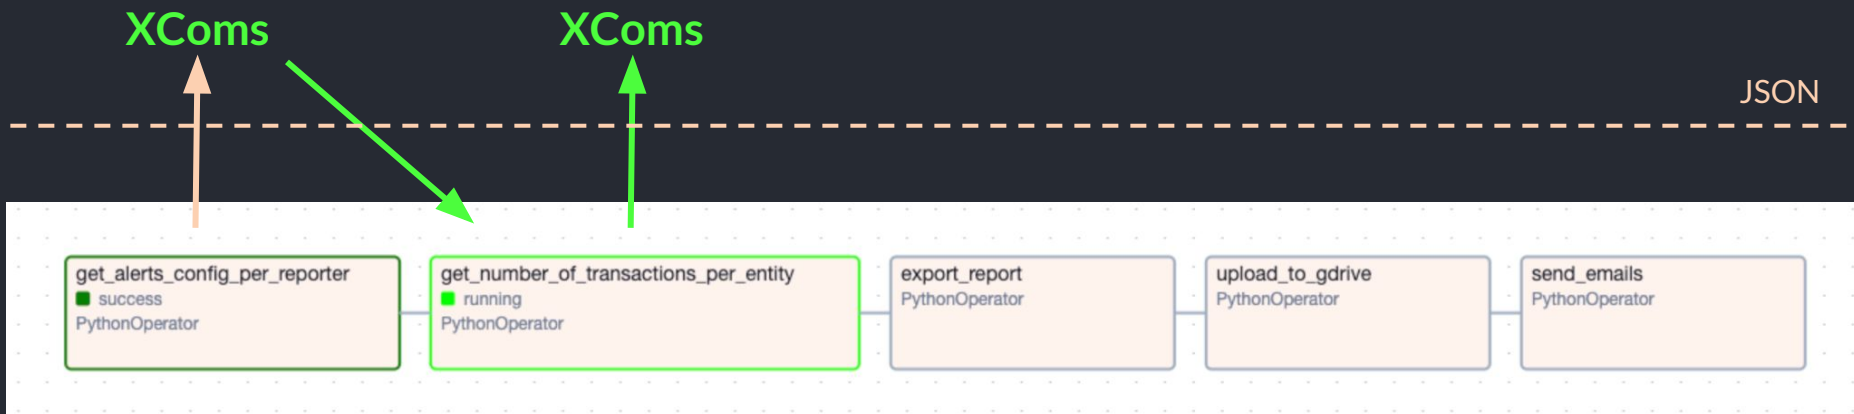 XComs
XComs
JSON
get_alerts_config_per_reporter
success
PythonOperator
get_number_of_transactions_per_entity
running
PythonOperator
export_report
PythonOperator
upload_to_gdrive
PythonOperator
send_emails
PythonOperator